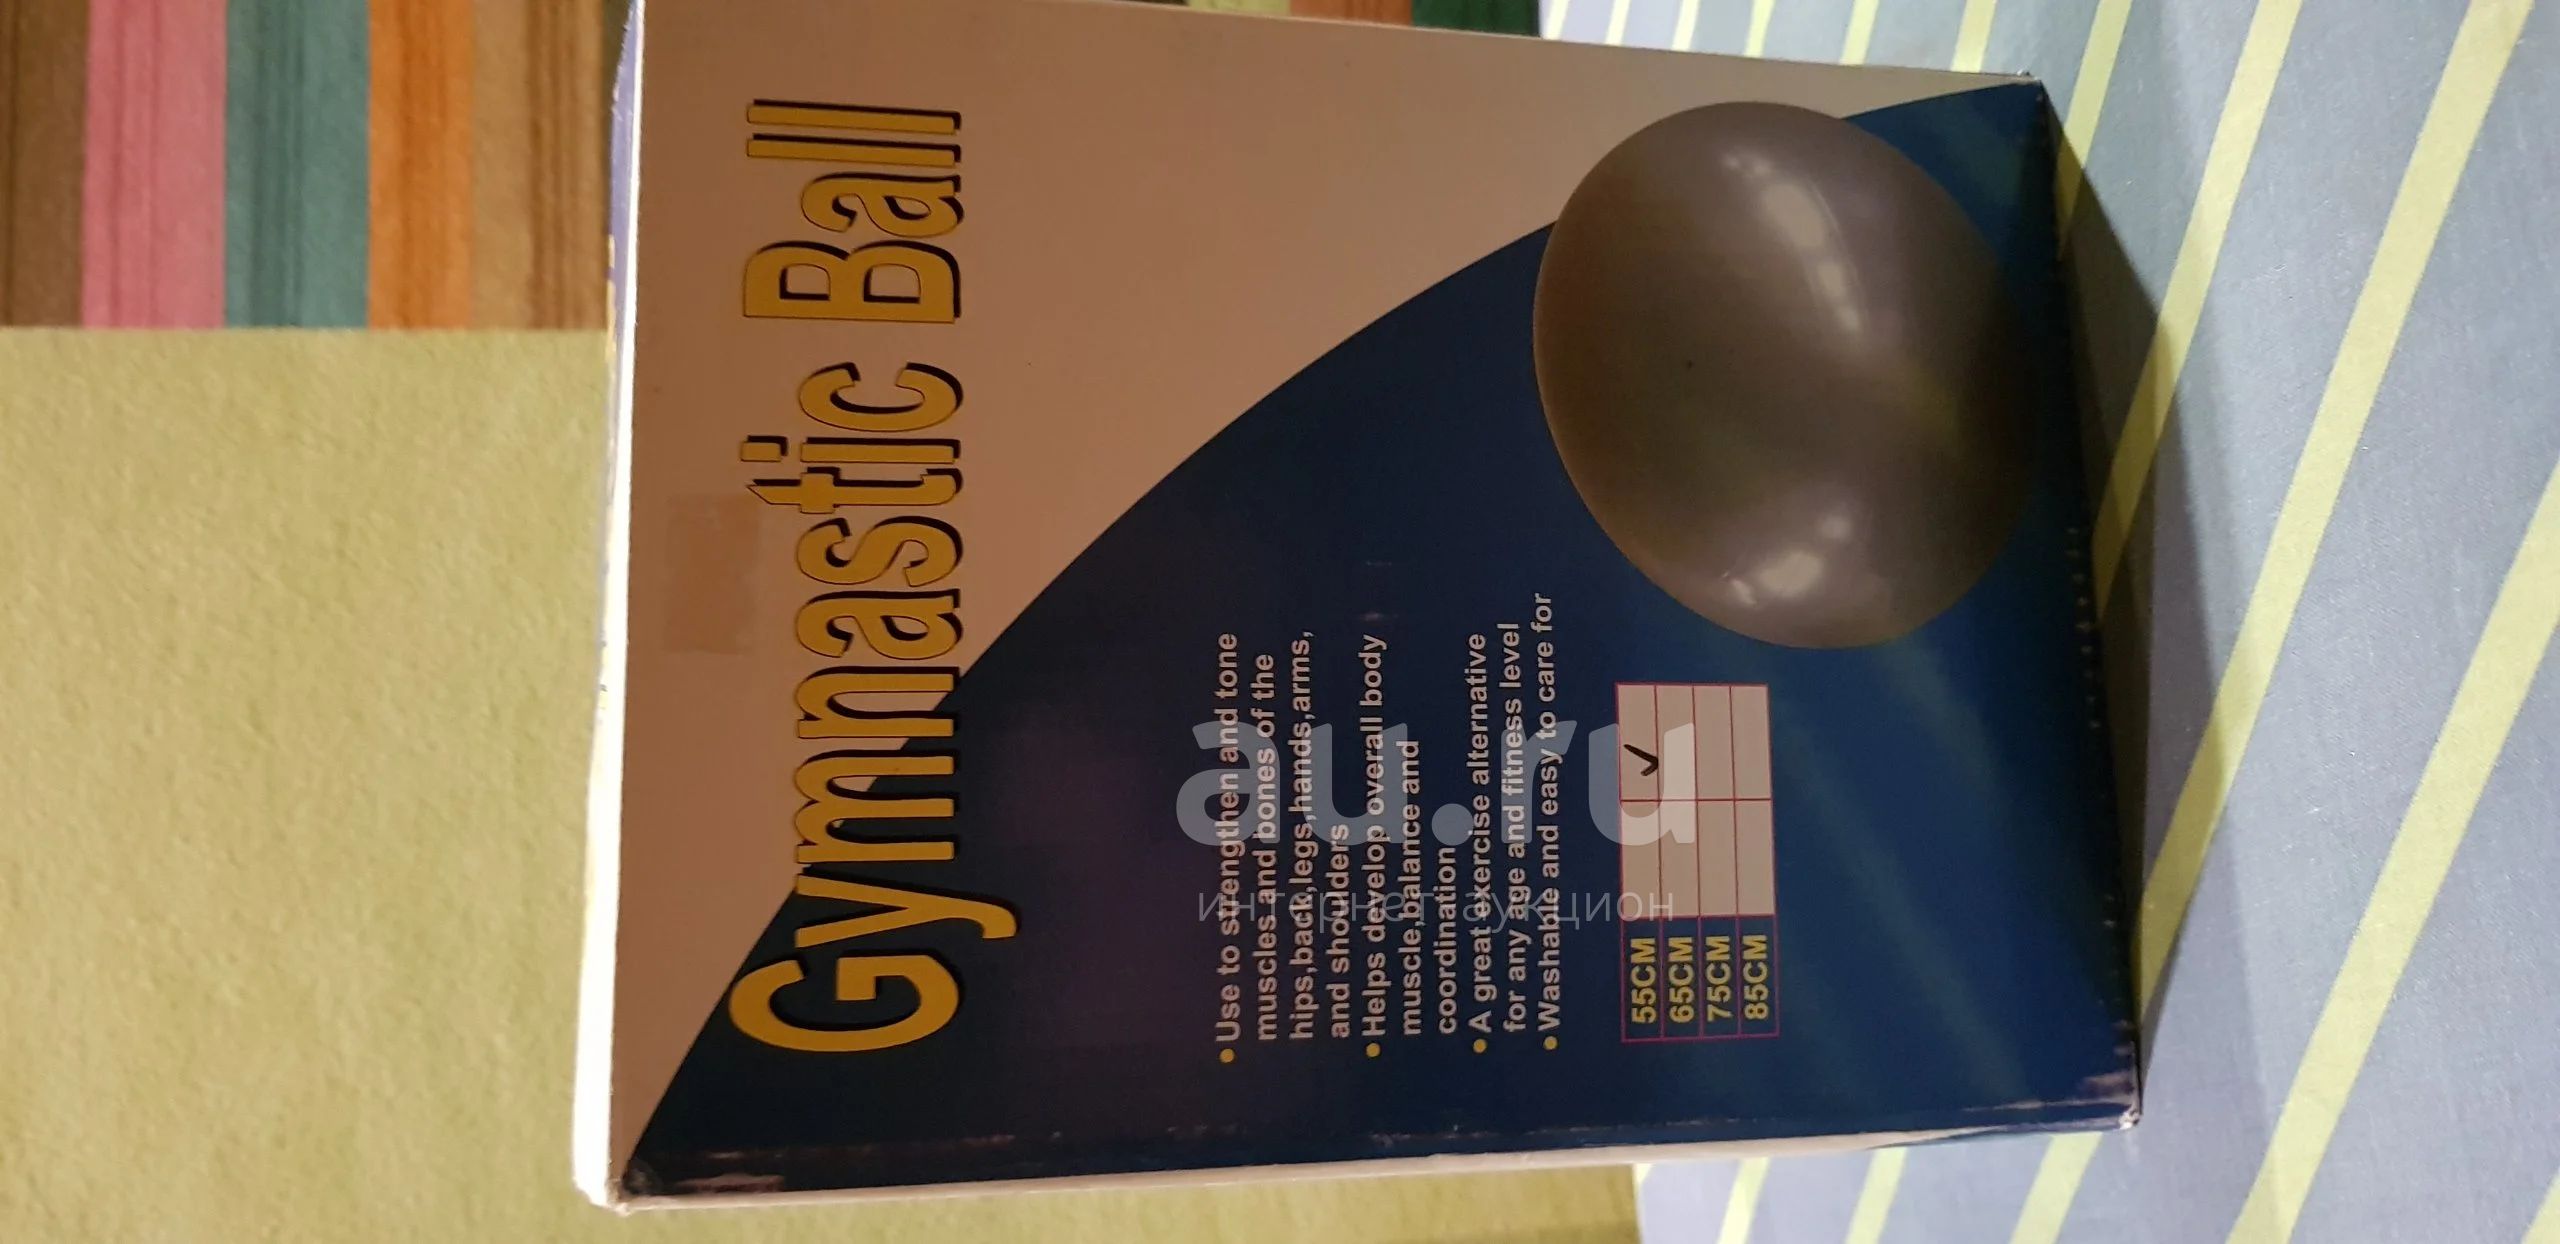 Gymnastic Ball
•Use to strengthen and tone
muscles and bones of the
hips,back,legs,hands,arms,
and shoulders
•Helps develop overall body
muscle,balance and
coordination
•A great exercise alternative
for any age and fitness level
•Washable and easy to care for
55CM ✓
65CM
75CM
85CM
au.ru
интернет-аукцион